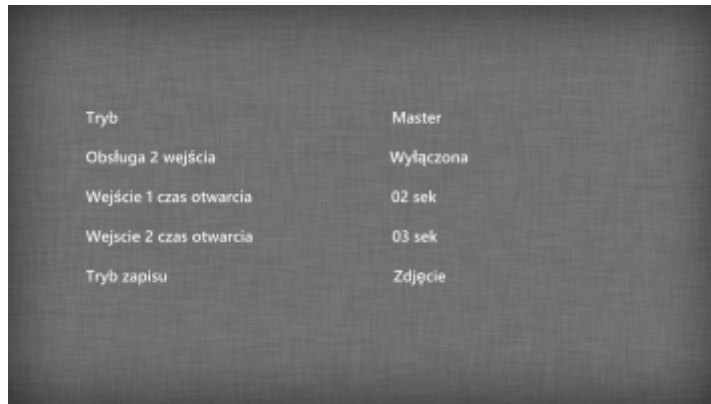 Tryb Master
Obsługa 2 wejścia Wyłączona
Wejście 1 czas otwarcia 02 sek
Wejscie 2 czas otwarcia 03 sek
Tryb zapisu Zdjęcie